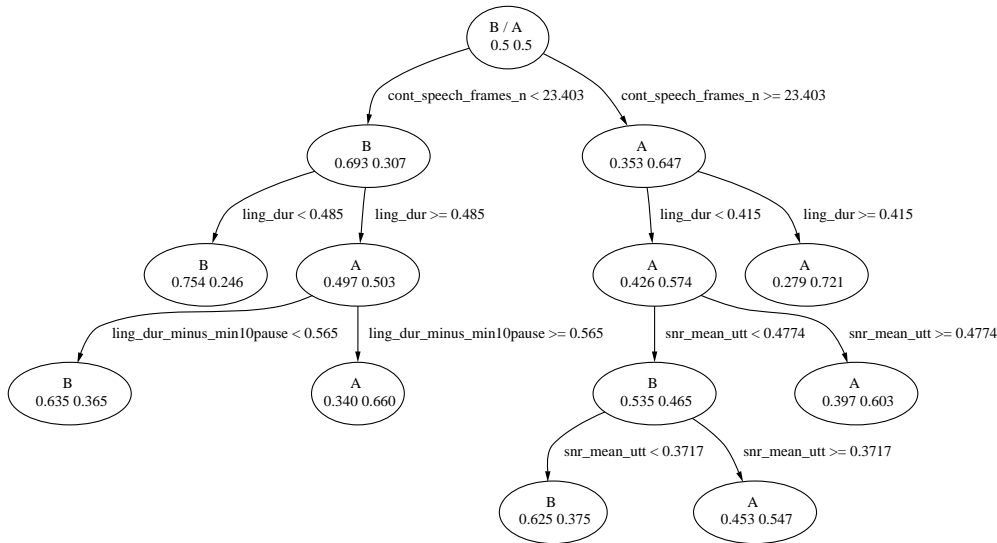 B / A
0.5 0.5
cont_speech_frames_n < 23.403
cont_speech_frames_n >= 23.403
B
0.693 0.307
A
0.353 0.647
ling_dur < 0.485
ling_dur >= 0.485
ling_dur < 0.415
ling_dur >= 0.415
B
0.754 0.246
A
0.497 0.503
A
0.426 0.574
A
0.279 0.721
ling_dur_minus_min10pause < 0.565
ling_dur_minus_min10pause >= 0.565
snr_mean_utt < 0.4774
snr_mean_utt >= 0.4774
B
0.635 0.365
A
0.340 0.660
B
0.535 0.465
A
0.397 0.603
snr_mean_utt < 0.3717
snr_mean_utt >= 0.3717
B
0.625 0.375
A
0.453 0.547